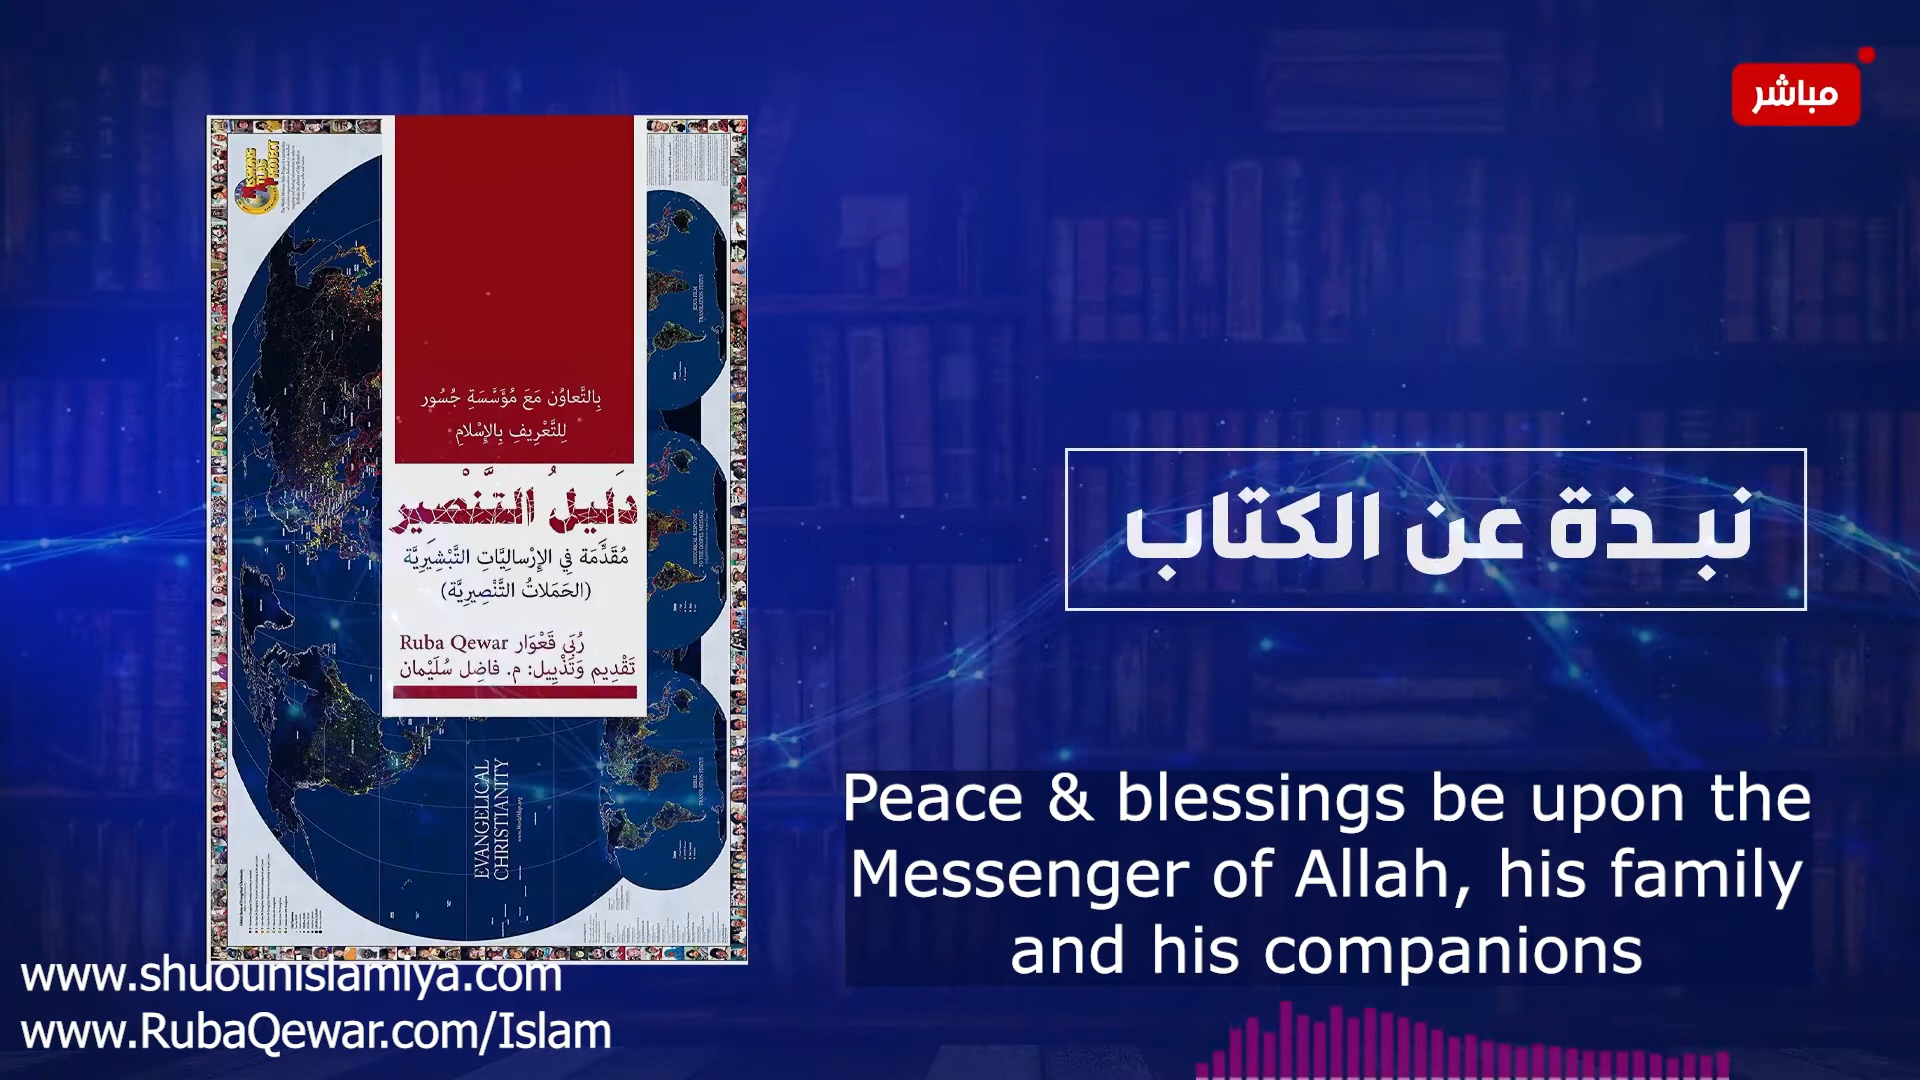 مباشر
بِالتَّعاوُن مَعَ مُؤَسَّسَةِ جُسُور
لِلتَّعْرِيفِ بِالإِسْلامِ
دَلِيلُ التَّنْصِير
مُقَدَّمَة فِي الإِرْسالِيَّاتِ التَّبْشِيرِيَّة
(الحَمَلاتُ التَّنْصِيرِيَّة)
رُبَى قَعْوَار Ruba Qewar
تَقْدِيم وَتَذْيِيل: م. فاضِل سُلَيْمان
EVANGELICAL
CHRISTIANITY
نبذة عن الكتاب
Peace & blessings be upon the
Messenger of Allah, his family
and his companions
www.shuounislamiya.com
www.RubaQewar.com/Islam